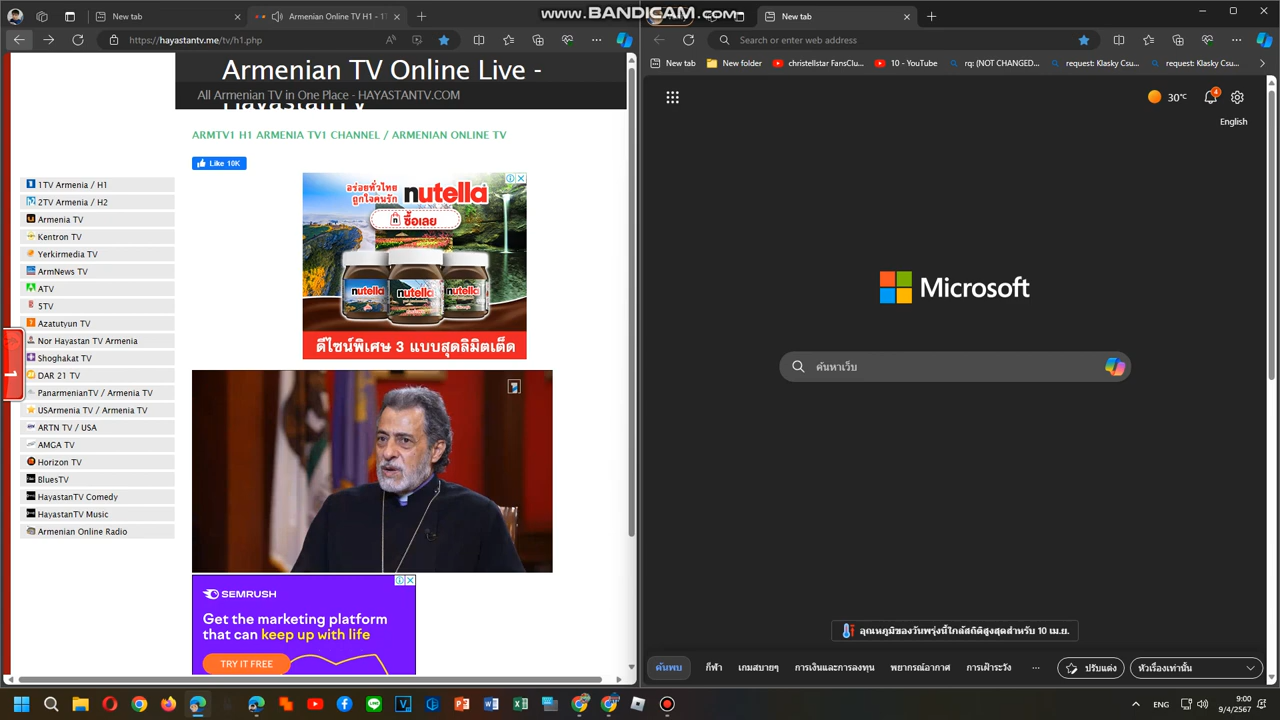 www.BANDICAM.com
New tab
Armenian Online TV H1 - 1
https://hayastantv.me/tv/h1.php
Armenian TV Online Live -
HayastanTV
All Armenian TV in One Place - HAYASTANTV.COM
ARMTV1 H1 ARMENIA TV1 CHANNEL / ARMENIAN ONLINE TV
Like 10K
1TV Armenia / H1
2TV Armenia / H2
Armenia TV
Kentron TV
Yerkirmedia TV
ArmNews TV
ATV
5TV
Azatutyun TV
Nor Hayastan TV Armenia
Shoghakat TV
DAR 21 TV
PanarmenianTV / Armenia TV
USArmenia TV / Armenia TV
ARTN TV / USA
AMGA TV
Horizon TV
BluesTV
HayastanTV Comedy
HayastanTV Music
Armenian Online Radio
1
อร่อยทั่วไทย
ถูกใจคนรัก
nutella
ซื้อเลย
nutella nutella nutella
ดีไซน์พิเศษ 3 แบบสุดลิมิตเต็ด
SEMRUSH
Get the marketing platform
that can keep up with life
TRY IT FREE
New tab
Search or enter web address
New tab
New folder
christellstar FansClu...
10 - YouTube
rq: (NOT CHANGED...
request: Klasky Csu...
request: Klasky Csu...
30°C
4
English
Microsoft
ค้นหาเว็บ
อุณหภูมิของวันพรุ่งนี้ใกล้สถิติสูงสุดสำหรับ 10 เม.ย.
ค้นพบ
กีฬา
เกมสบายๆ
การเงินและการลงทุน
พยากรณ์อากาศ
การเฝ้าระวัง
...
ปรับแต่ง
หัวเรื่องเท่านั้น
ENG
9:00
9/4/2567